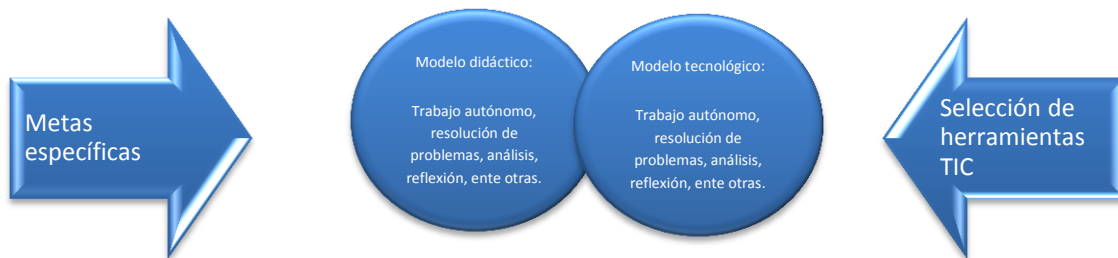 Metas
específicas
Modelo didáctico:
Trabajo autónomo,
resolución de
problemas, análisis,
reflexión, ente otras.
Modelo tecnológico:
Trabajo autónomo,
resolución de
problemas, análisis,
reflexión, ente otras.
Selección de
herramientas
TIC